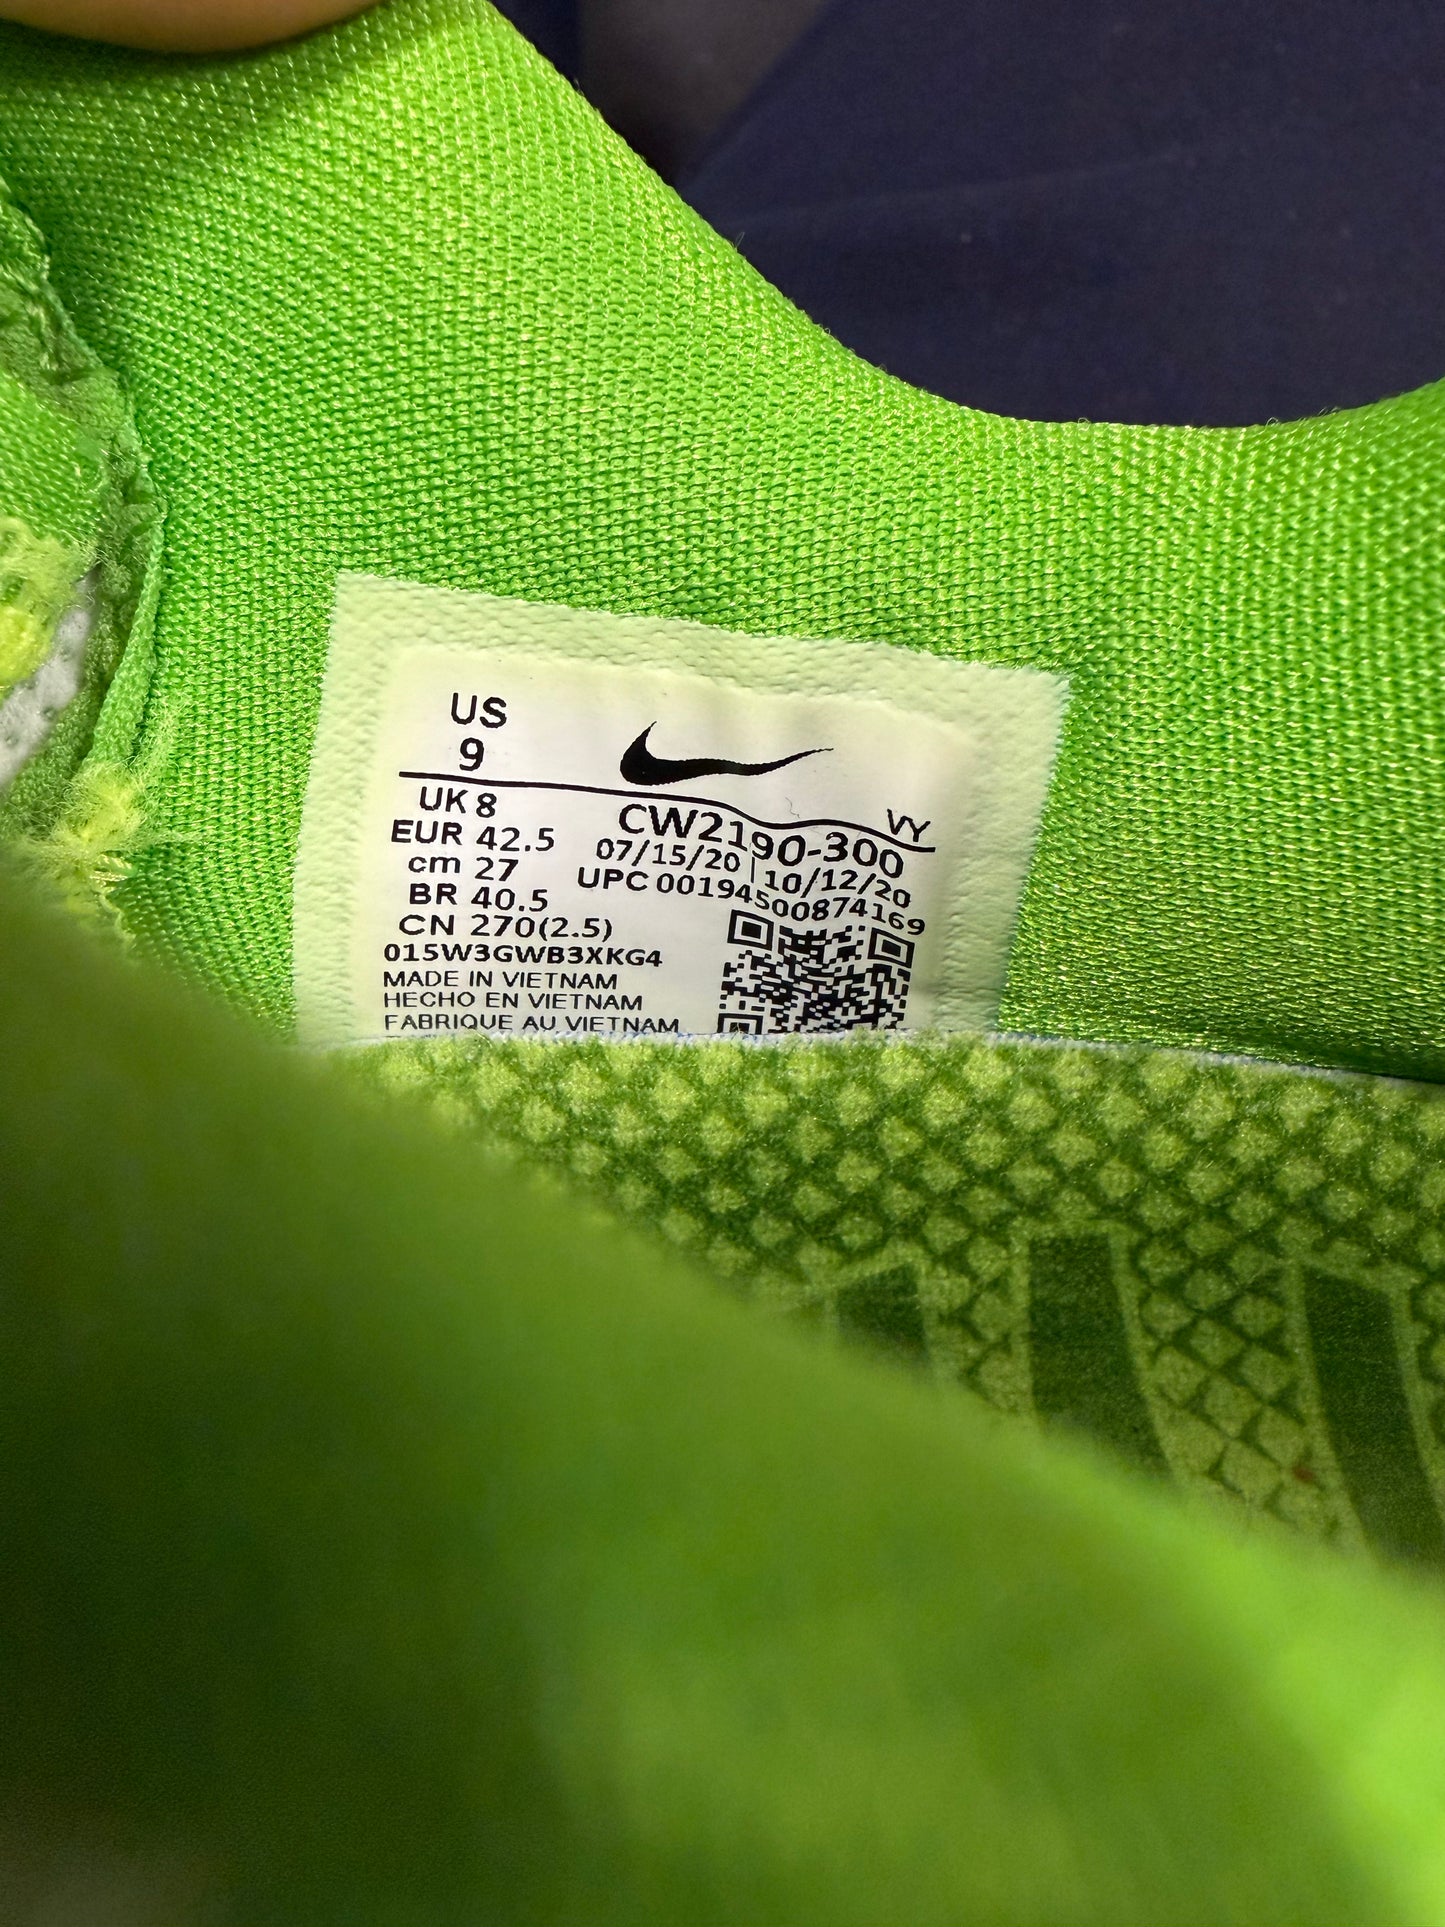 US
9
UK 8
EUR 42.5
cm 27
BR 40.5
CN 270(2.5)
015W3GWB3XKG4
MADE IN VIETNAM
HECHO EN VIETNAM
FABRIQUE AU VIETNAM
VY
CW2190-300
07/15/20 | 10/12/20
UPC 00194500874169